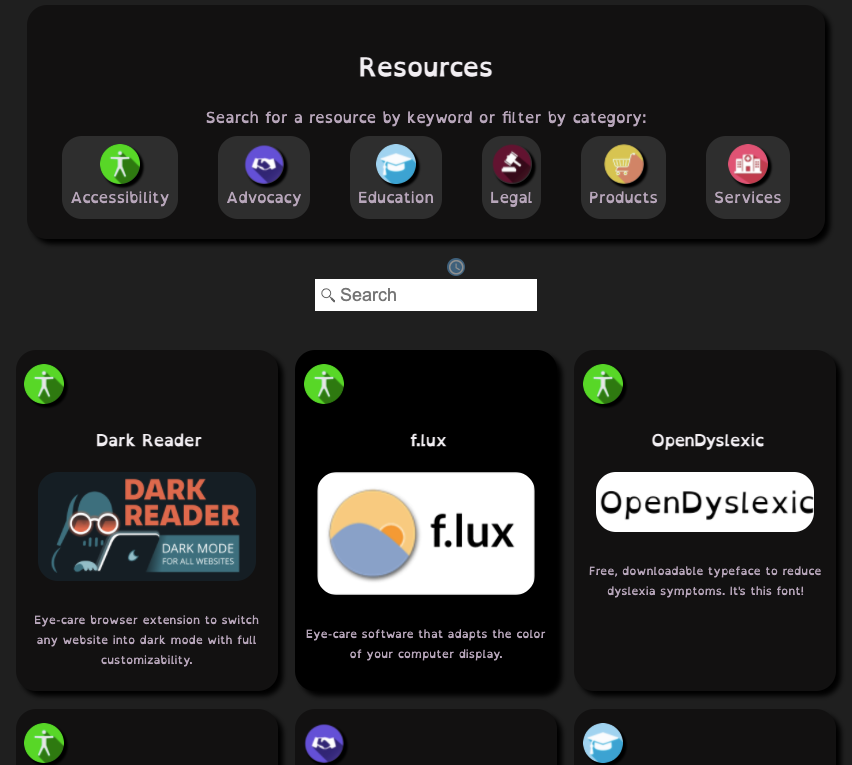 Resources
Search for a resource by keyword or filter by category:
Accessibility
Advocacy
Education
Legal
Products
Services
Search
Dark Reader
DARK
READER
DARK MODE
FOR ALL WEBSITES
Eye-care browser extension to switch
any website into dark mode with full
customizability.
f.lux
f.lux
Eye-care software that adapts the color
of your computer display.
OpenDyslexic
OpenDyslexic
Free, downloadable typeface to reduce
dyslexia symptoms. It's this font!